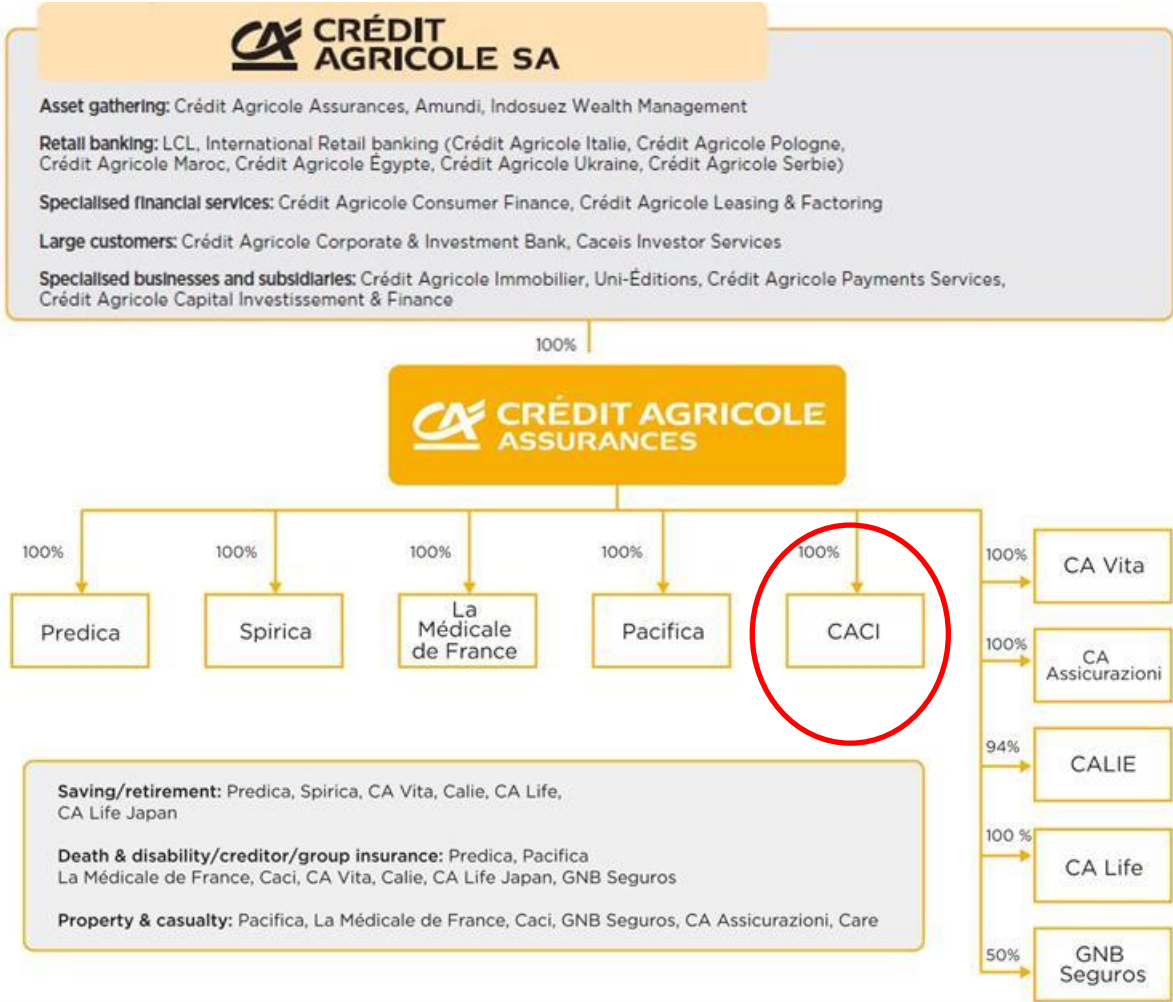 CA CRÉDIT
AGRICOLE SA
Asset gathering: Crédit Agricole Assurances, Amundi, Indosuez Wealth Management
Retail banking: LCL, International Retail banking (Crédit Agricole Italie, Crédit Agricole Pologne,
Crédit Agricole Maroc, Crédit Agricole Égypte, Crédit Agricole Ukraine, Crédit Agricole Serbie)
Specialised financial services: Crédit Agricole Consumer Finance, Crédit Agricole Leasing & Factoring
Large customers: Crédit Agricole Corporate & Investment Bank, Caceis Investor Services
Specialised businesses and subsidiaries: Crédit Agricole Immobilier, Uni-Éditions, Crédit Agricole Payments Services,
Crédit Agricole Capital Investissement & Finance
100%
CA CRÉDIT AGRICOLE
ASSURANCES
100%
Predica
100%
Spirica
100%
La
Médicale
de France
100%
Pacifica
100%
CACI
100%
CA Vita
100%
CA
Assicurazioni
94%
CALIE
100 %
CA Life
50%
GNB
Seguros
Saving/retirement: Predica, Spirica, CA Vita, Calie, CA Life,
CA Life Japan
Death & disability/creditor/group insurance: Predica, Pacifica
La Médicale de France, Caci, CA Vita, Calie, CA Life Japan, GNB Seguros
Property & casualty: Pacifica, La Médicale de France, Caci, GNB Seguros, CA Assicurazioni, Care